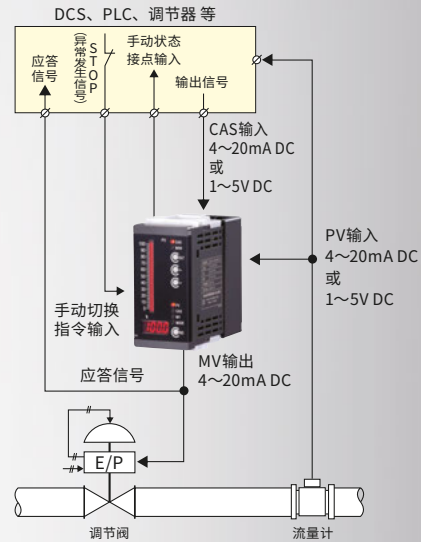 DCS、PLC、调节器 等
应答
信号
STOP
(异常发生信号)
手动状态
接点输入
输出信号
CAS输入
4～20mA DC
或
1～5V DC
PV输入
4～20mA DC
或
1～5V DC
手动切换
指令输入
MV输出
4～20mA DC
应答信号
E/P
调节阀
流量计